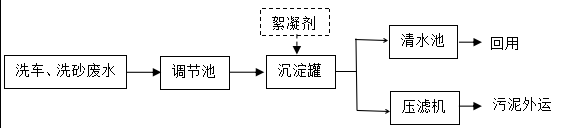 絮凝剂
清水池
回用
洗车、洗砂废水
调节池
沉淀罐
压滤机
污泥外运